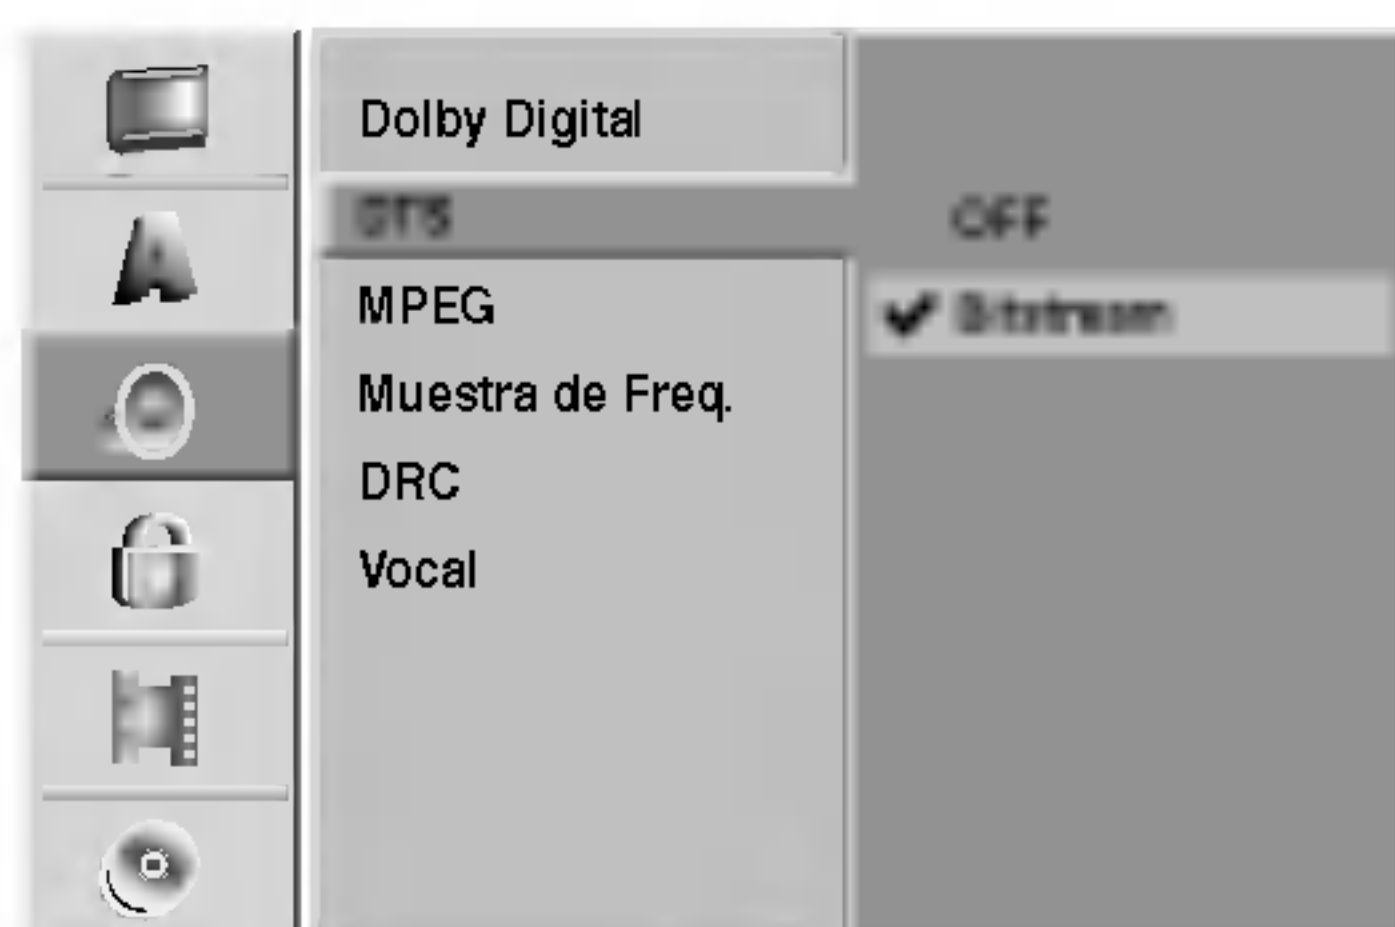 Dolby Digital
DTS
OFF
MPEG
Bitstream
Muestra de Freq.
DRC
Vocal